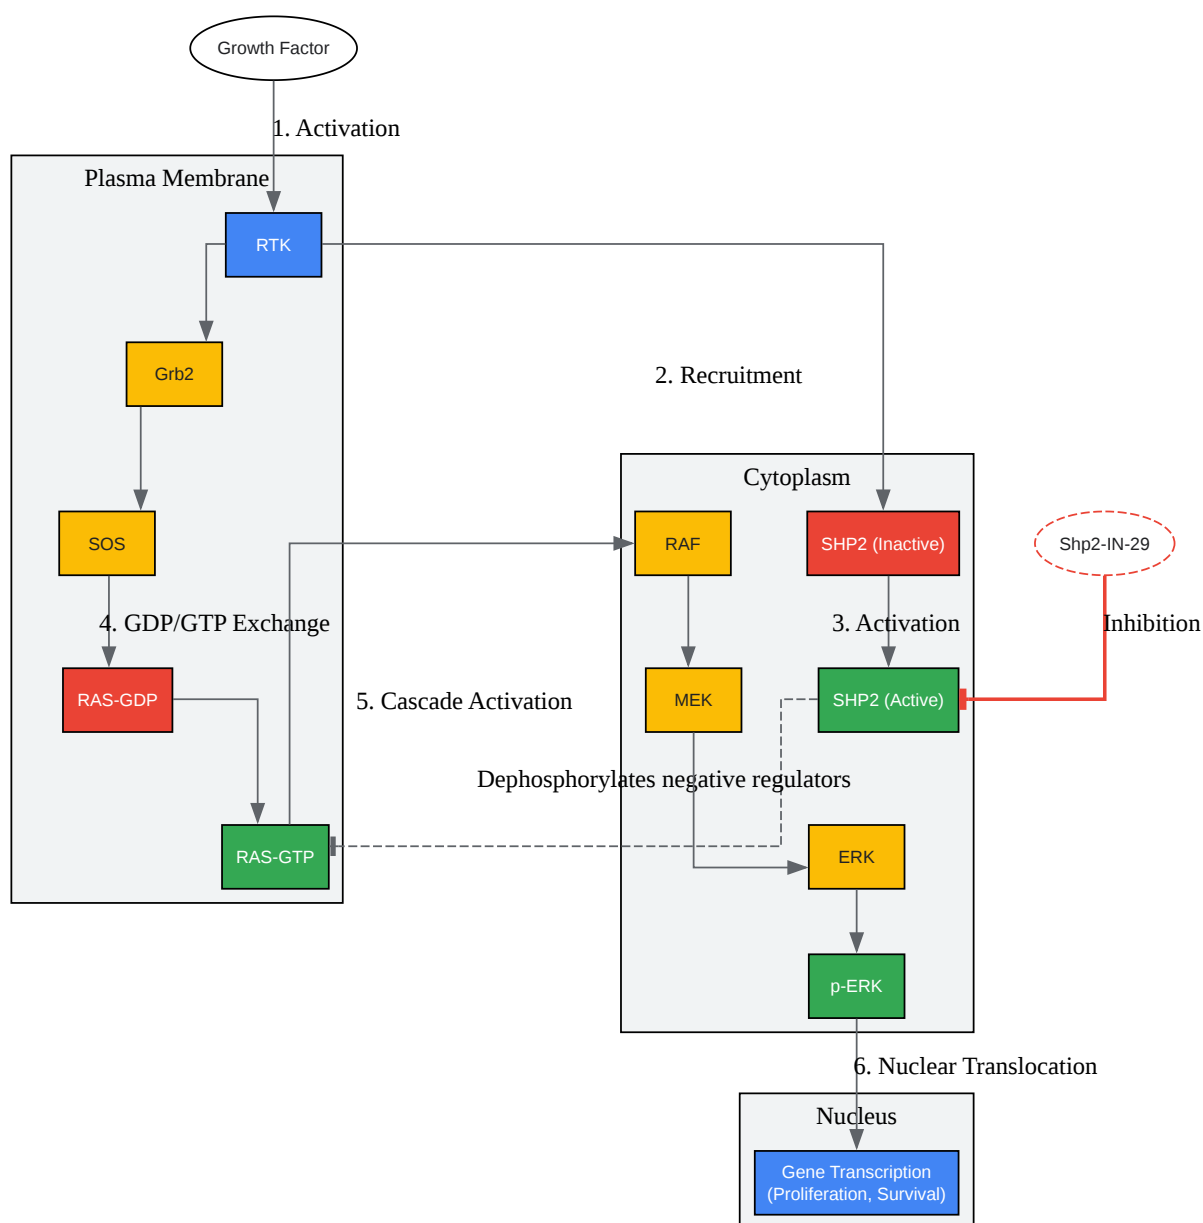 Growth Factor
1. Activation
Plasma Membrane
RTK
Grb2
2. Recruitment
Cytoplasm
SOS
RAF
SHP2 (Inactive)
Shp2-IN-29
4. GDP/GTP Exchange
3. Activation
Inhibition
RAS-GDP
5. Cascade Activation
MEK
SHP2 (Active)
Dephosphorylates negative regulators
RAS-GTP
ERK
p-ERK
6. Nuclear Translocation
Nucleus
Gene Transcription
(Proliferation, Survival)